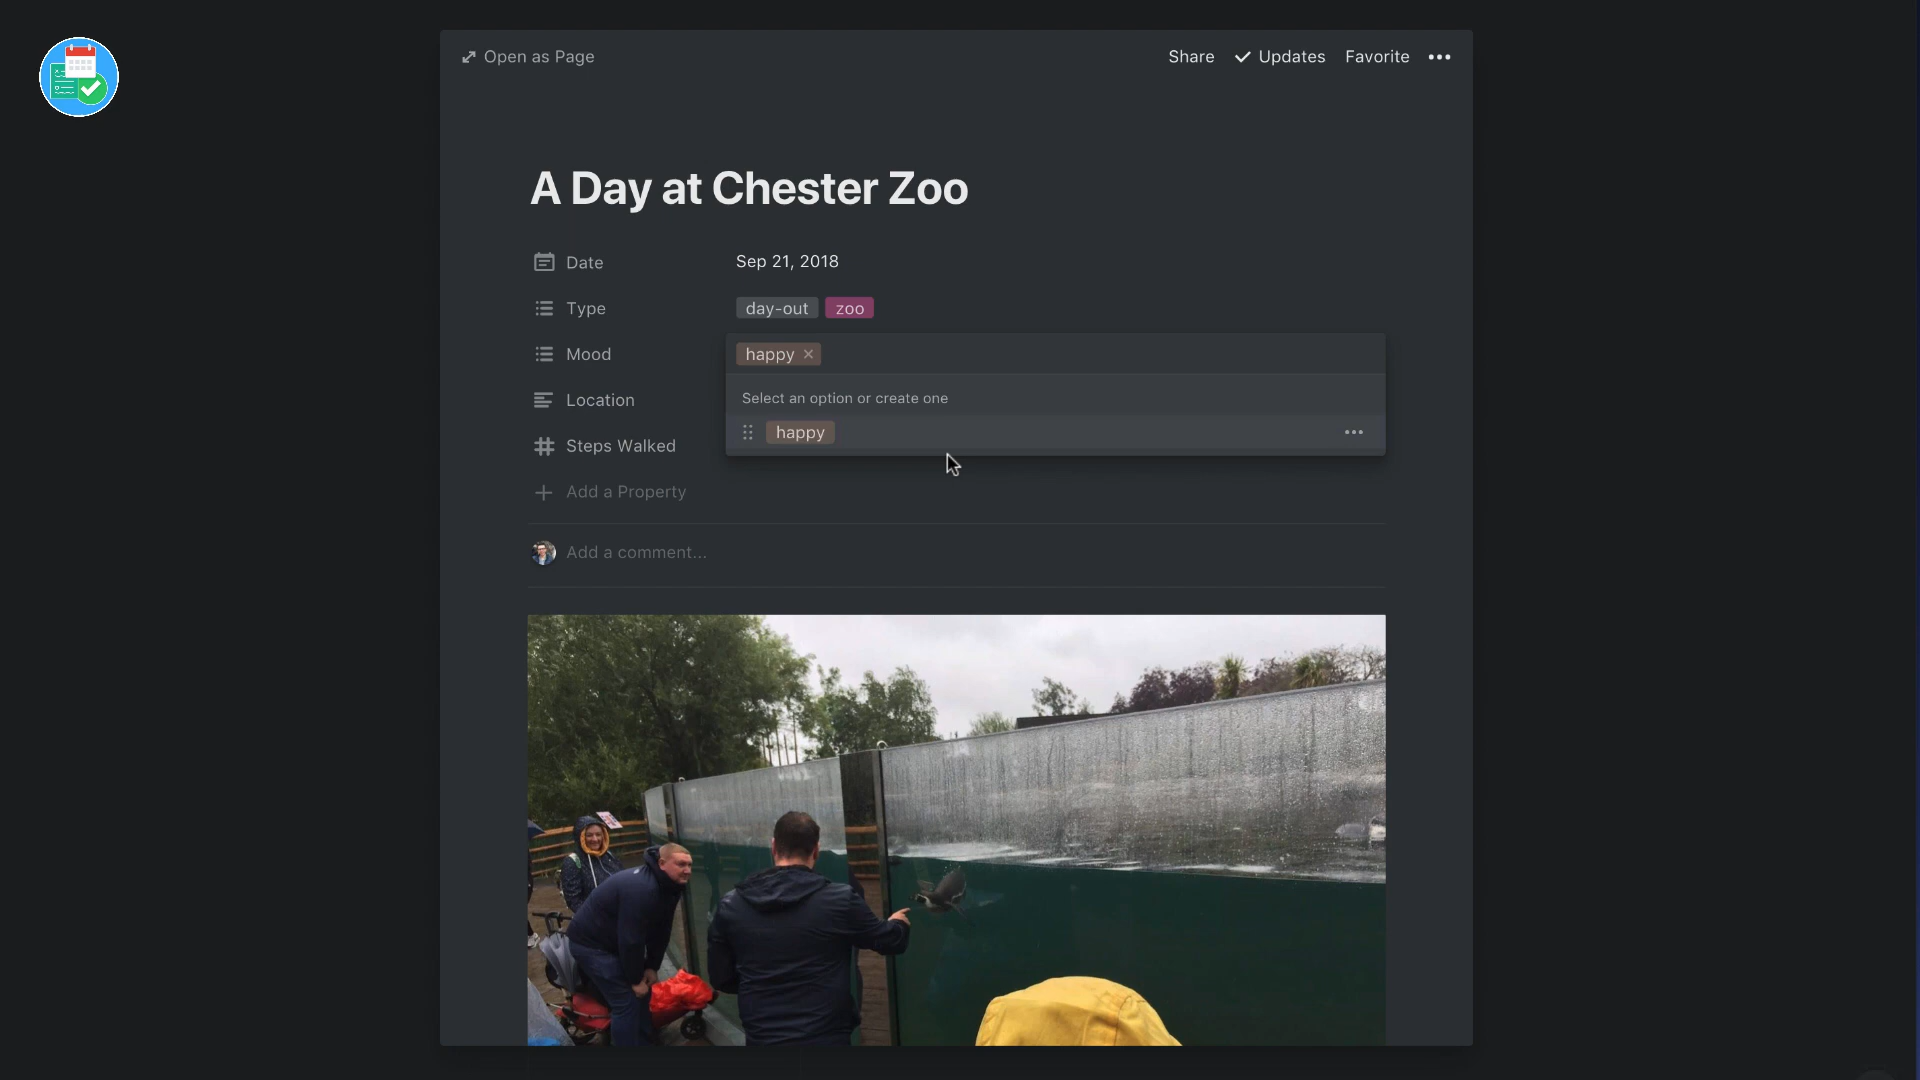 Open as Page
Share Updates Favorite
A Day at Chester Zoo
Date Sep 21, 2018
Type day-out zoo
Mood happy
Select an option or create one
Location
happy
Steps Walked
Add a Property
Add a comment...